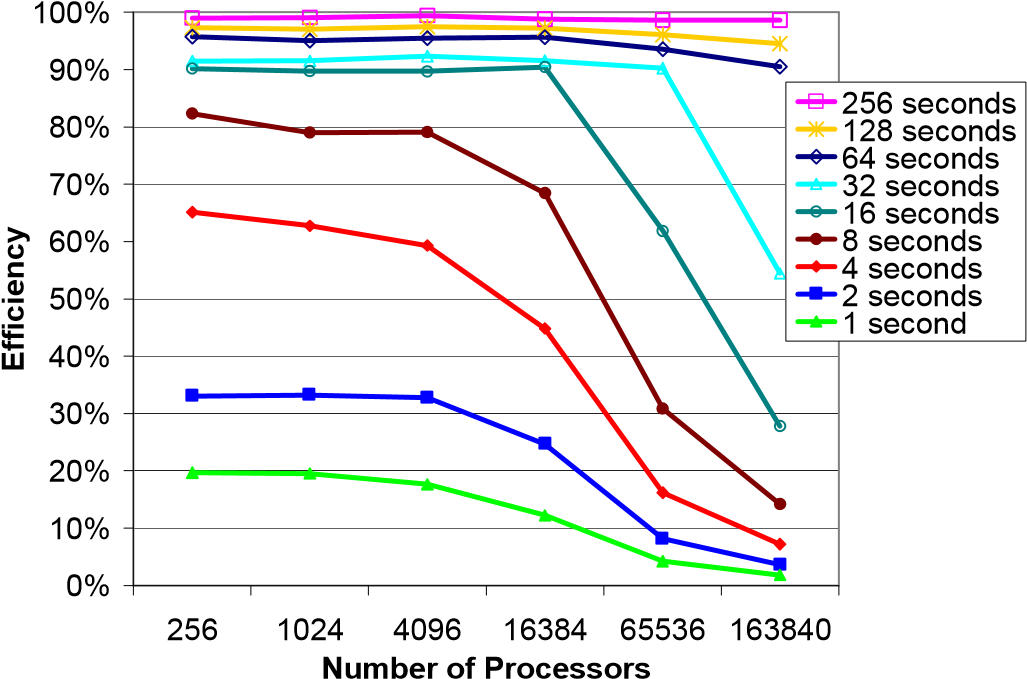 100%
90%
80%
70%
60%
50%
40%
30%
20%
10%
0%
Efficiency
256 seconds
128 seconds
64 seconds
32 seconds
16 seconds
8 seconds
4 seconds
2 seconds
1 second
256 1024 4096 16384 65536 163840
Number of Processors